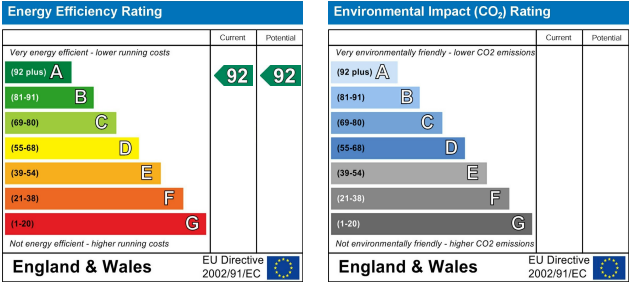 Energy Efficiency Rating
Current Potential
Very energy efficient - lower running costs
(92 plus) A 92 92
(81-91) B
(69-80) C
(55-68) D
(39-54) E
(21-38) F
(1-20) G
Not energy efficient - higher running costs
England & Wales
EU Directive
2002/91/EC
Environmental Impact (CO2) Rating
Current Potential
Very environmentally friendly - lower CO2 emissions
(92 plus) A
(81-91) B
(69-80) C
(55-68) D
(39-54) E
(21-38) F
(1-20) G
Not environmentally friendly - higher CO2 emissions
England & Wales
EU Directive
2002/91/EC